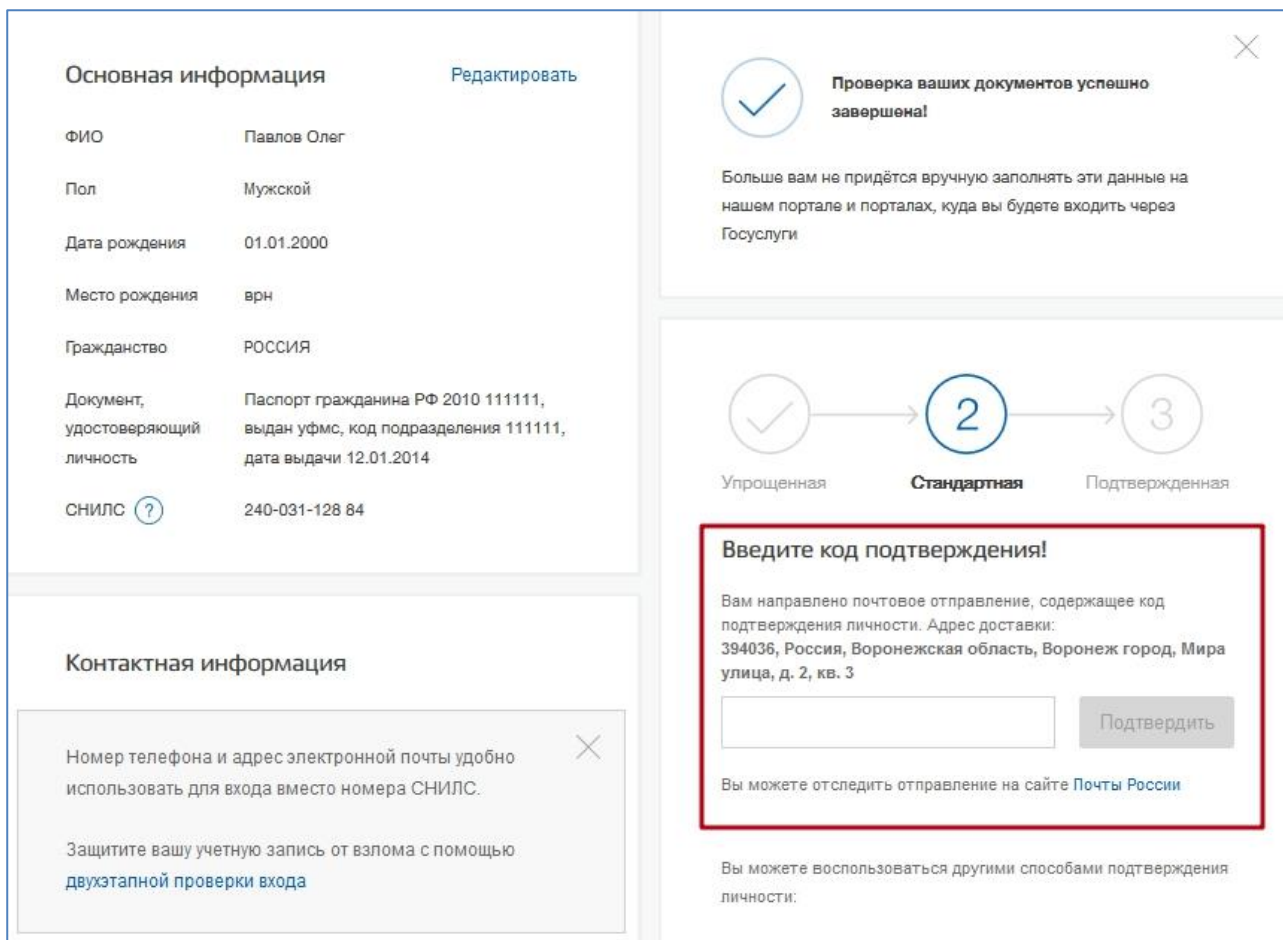 Основная информация
Редактировать
ФИО
Павлов Олег
Пол
Мужской
Дата рождения
01.01.2000
Место рождения
врн
Гражданство
РОССИЯ
Документ,
удостоверяющий
личность
Паспорт гражданина РФ 2010 111111,
выдан уфмс, код подразделения 111111,
дата выдачи 12.01.2014
СНИЛС ?
240-031-128 84
Контактная информация
Номер телефона и адрес электронной почты удобно
использовать для входа вместо номера СНИЛС.
Защитите вашу учетную запись от взлома с помощью
двухэтапной проверки входа
Проверка ваших документов успешно
завершена!
Больше вам не придётся вручную заполнять эти данные на
нашем портале и порталах, куда вы будете входить через
Госуслуги
2
3
Упрощенная
Стандартная
Подтвержденная
Введите код подтверждения!
Вам направлено почтовое отправление, содержащее код
подтверждения личности. Адрес доставки:
394036, Россия, Воронежская область, Воронеж город, Мира
улица, д. 2, кв. 3
Подтвердить
Вы можете отследить отправление на сайте Почты России
Вы можете воспользоваться другими способами подтверждения
личности: